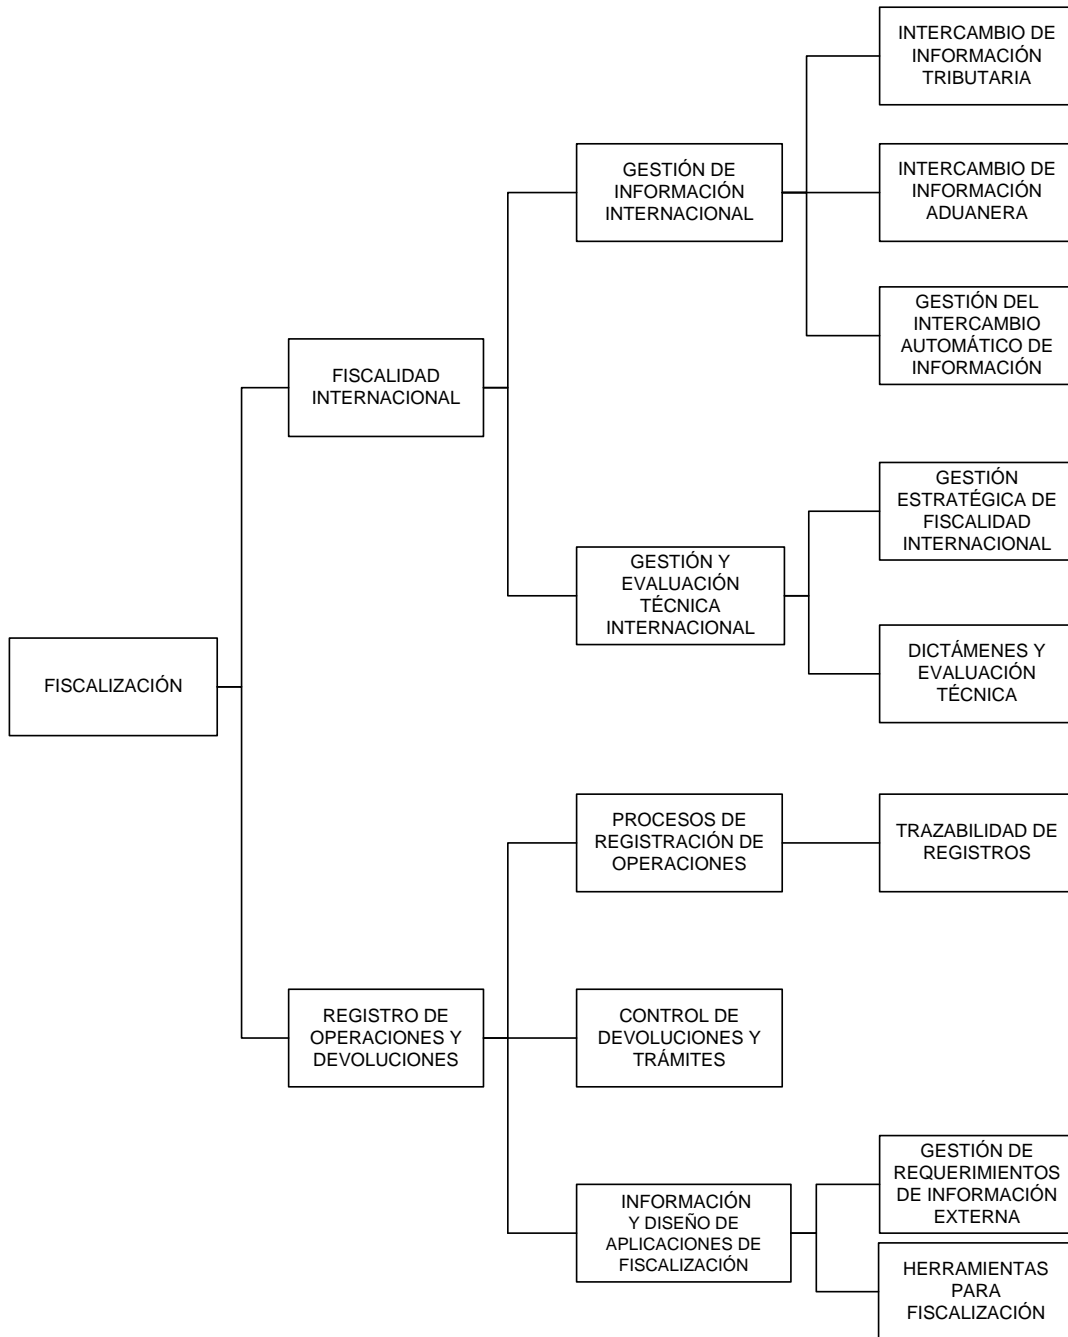 INTERCAMBIO DE
INFORMACIÓN
TRIBUTARIA
GESTIÓN DE
INFORMACIÓN
INTERNACIONAL
INTERCAMBIO DE
INFORMACIÓN
ADUANERA
GESTIÓN DEL
INTERCAMBIO
AUTOMÁTICO DE
INFORMACIÓN
FISCALIDAD
INTERNACIONAL
GESTIÓN
ESTRATÉGICA DE
FISCALIDAD
INTERNACIONAL
GESTIÓN Y
EVALUACIÓN
TÉCNICA
INTERNACIONAL
DICTÁMENES Y
EVALUACIÓN
TÉCNICA
FISCALIZACIÓN
PROCESOS DE
REGISTRACIÓN DE
OPERACIONES
TRAZABILIDAD DE
REGISTROS
REGISTRO DE
OPERACIONES Y
DEVOLUCIONES
CONTROL DE
DEVOLUCIONES Y
TRÁMITES
GESTIÓN DE
REQUERIMIENTOS
DE INFORMACIÓN
EXTERNA
INFORMACIÓN
Y DISEÑO DE
APLICACIONES DE
FISCALIZACIÓN
HERRAMIENTAS
PARA
FISCALIZACIÓN